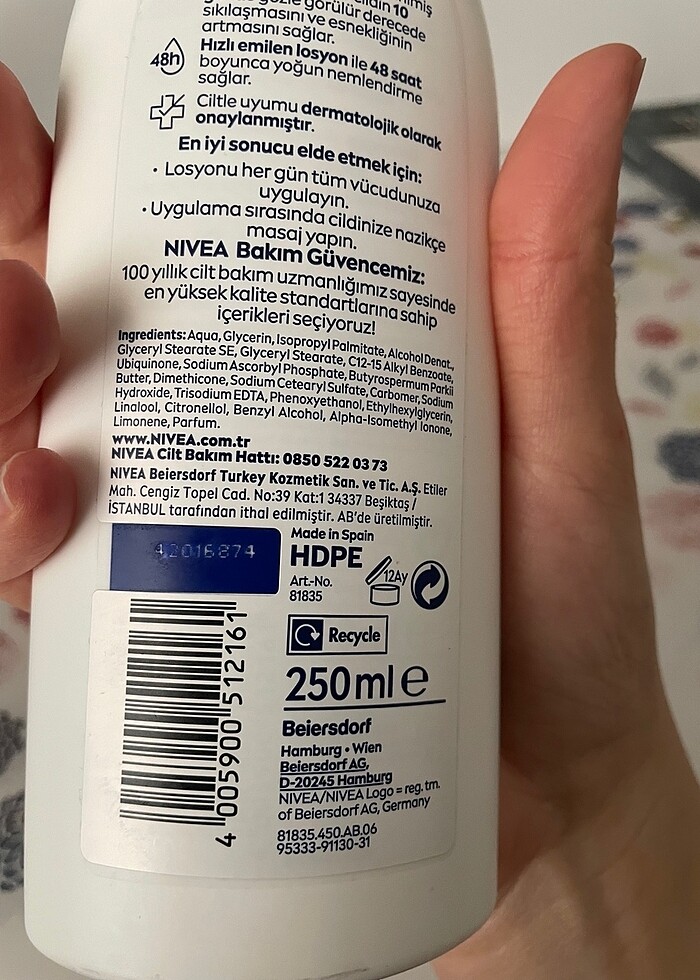 10
sıkılaşmasını ve esnekliğinin
artmasını sağlar.
48h
Hızlı emilen losyon ile 48 saat
boyunca yoğun nemlendirme
sağlar.
Ciltle uyumu dermatolojik olarak
onaylanmıştır.
En iyi sonucu elde etmek için:
• Losyonu her gün tüm vücudunuza
uygulayın.
• Uygulama sırasında cildinize nazikçe
masaj yapın.
NIVEA Bakım Güvencemiz:
100 yıllık cilt bakım uzmanlığımız sayesinde
en yüksek kalite standartlarına sahip
içerikleri seçiyoruz!
Ingredients: Aqua, Glycerin, Isopropyl Palmitate, Alcohol Denat.,
Glyceryl Stearate SE, Glyceryl Stearate, C12-15 Alkyl Benzoate,
Ubiquinone, Sodium Ascorbyl Phosphate, Butyrospermum Parkii
Butter, Dimethicone, Sodium Cetearyl Sulfate, Carbomer, Sodium
Hydroxide, Trisodium EDTA, Phenoxyethanol, Ethylhexylglycerin,
Linalool, Citronellol, Benzyl Alcohol, Alpha-Isomethyl Ionone,
Limonene, Parfum.
www.NIVEA.com.tr
NIVEA Cilt Bakım Hattı: 0850 522 03 73
NIVEA Beiersdorf Turkey Kozmetik San. ve Tic. A.Ş. Etiler
Mah. Cengiz Topel Cad. No:39 Kat:1 34337 Beşiktaş /
İSTANBUL tarafından ithal edilmiştir. AB'de üretilmiştir.
42016874
Made in Spain
HDPE
Art.-No.
81835
12Ay
Recycle
250ml e
4 005900 512161
Beiersdorf
Hamburg • Wien
Beiersdorf AG,
D-20245 Hamburg
NIVEA/NIVEA Logo = reg. tm.
of Beiersdorf AG, Germany
81835.450.AB.06
95333-91130-31